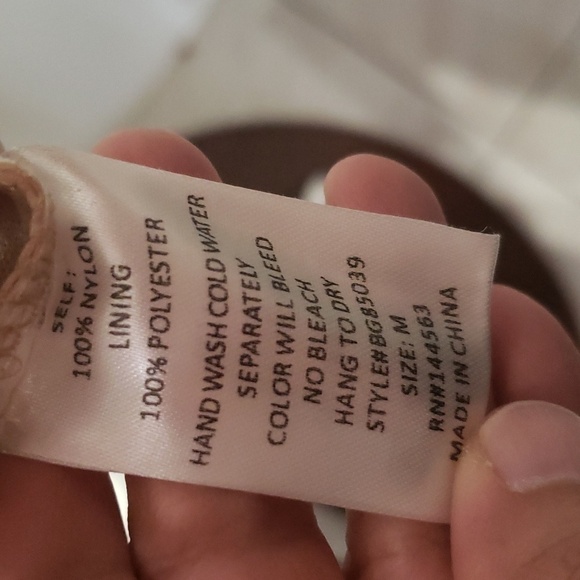 SELF:
100% NYLON
LINING
100% POLYESTER
HAND WASH COLD WATER
SEPARATELY
COLOR WILL BLEED
NO BLEACH
HANG TO DRY
STYLE#BG85039
SIZE: M
RN#144563
MADE IN CHINA